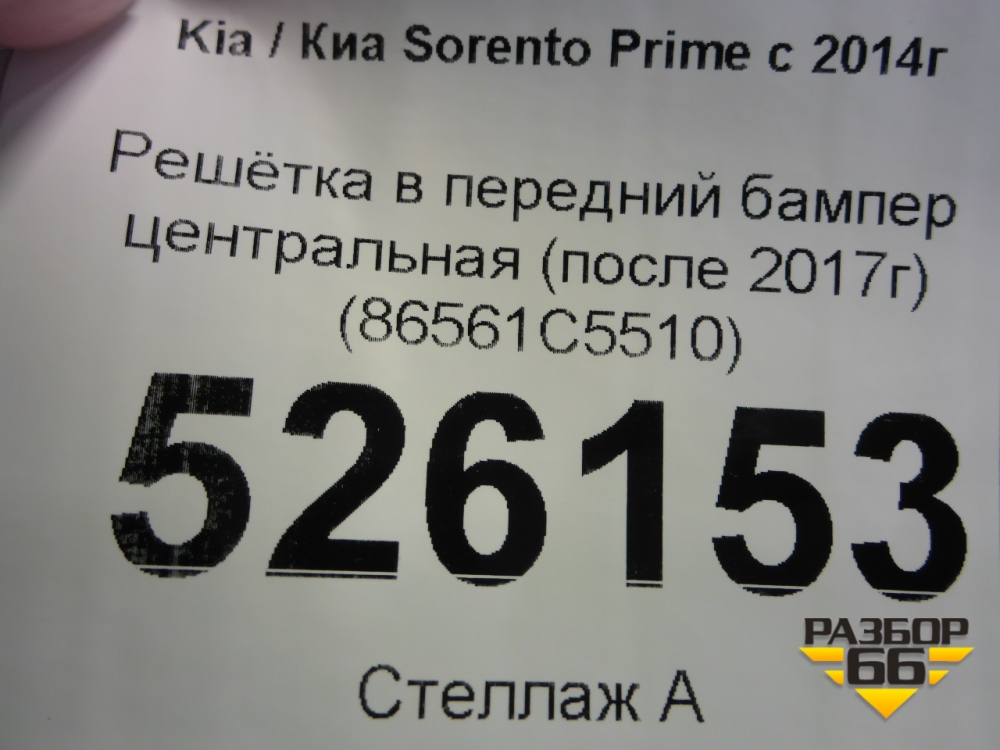 Kia / Киа Sorento Prime с 2014г
Решётка в передний бампер
центральная (после 2017г)
(86561C5510)
526153
Стеллаж А
РАЗБОР
66